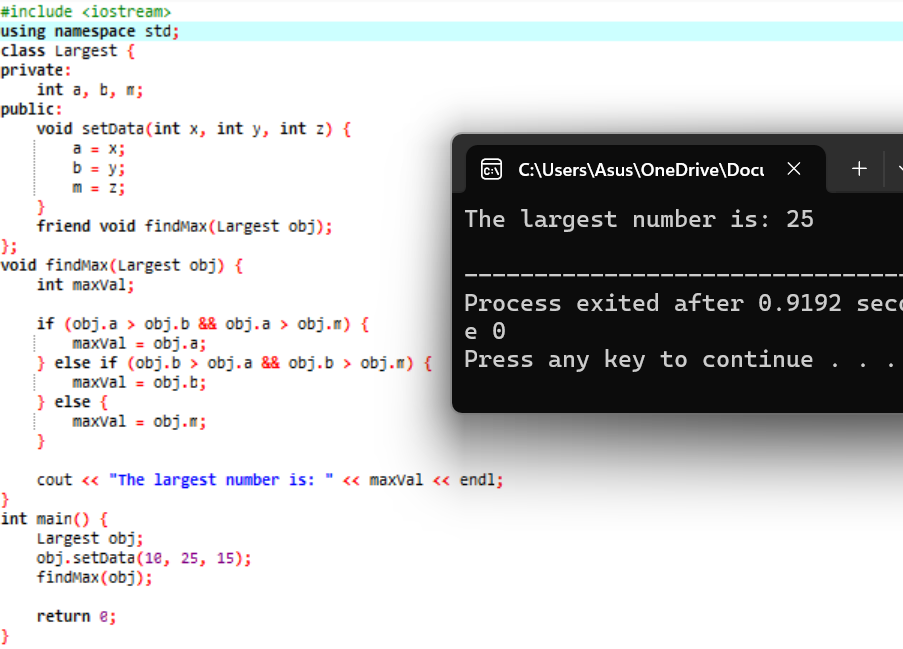 #include <iostream>
using namespace std;
class Largest {
private:
    int a, b, m;
public:
    void setData(int x, int y, int z) {
        a = x;
        b = y;
        m = z;
    }
    friend void findMax(Largest obj);
};
void findMax(Largest obj) {
    int maxVal;

    if (obj.a > obj.b && obj.a > obj.m) {
        maxVal = obj.a;
    } else if (obj.b > obj.a && obj.b > obj.m) {
        maxVal = obj.b;
    } else {
        maxVal = obj.m;
    }

    cout << "The largest number is: " << maxVal << endl;
}
int main() {
    Largest obj;
    obj.setData(10, 25, 15);
    findMax(obj);

    return 0;
}
C:\Users\Asus\OneDrive\Docu
The largest number is: 25
--------------------------------
Process exited after 0.9192 seco
e 0
Press any key to continue . . .